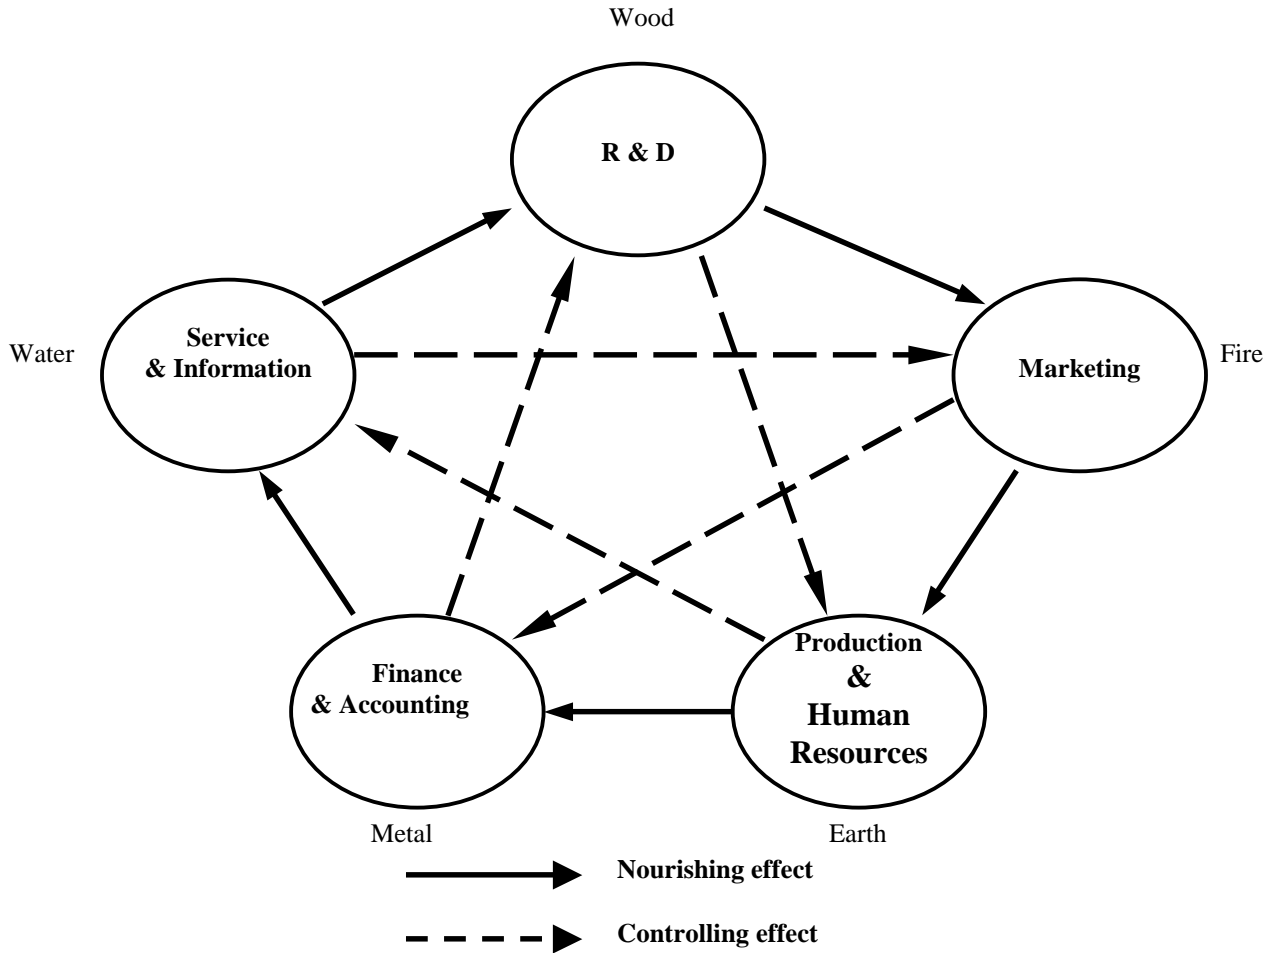 Wood
R & D
Service
& Information
Water
Marketing
Fire
Finance
& Accounting
Production
&
Human
Resources
Metal
Earth
Nourishing effect
Controlling effect